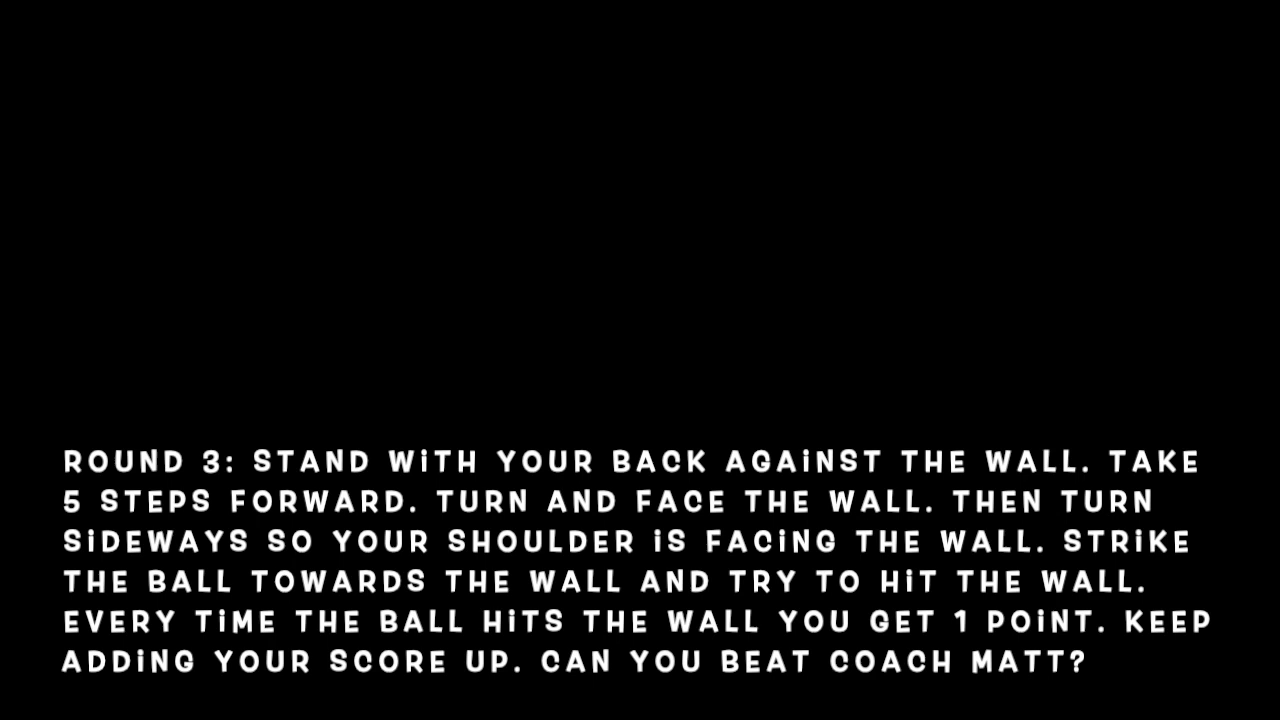 ROUND 3: STAND WiTH YOUR BACK AGAiNST THE WALL. TAKE
5 STEPS FORWARD. TURN AND FACE THE WALL. THEN TURN
SiDEWAYS SO YOUR SHOULDER iS FACiNG THE WALL. STRiKE
THE BALL TOWARDS THE WALL AND TRY TO HiT THE WALL.
EVERY TiME THE BALL HiTS THE WALL YOU GET 1 POiNT. KEEP
ADDiNG YOUR SCORE UP. CAN YOU BEAT COACH MATT?